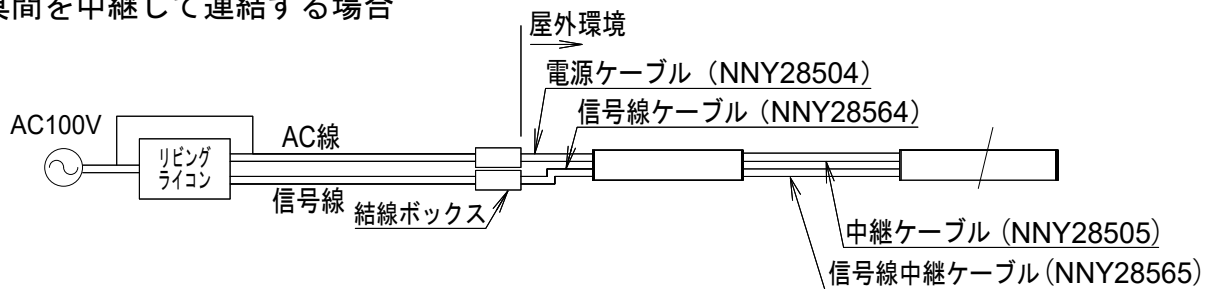 間を中継して連結する場合
屋外環境
電源ケーブル（NNY28504）
信号線ケーブル（NNY28564）
AC100V
AC線
リビング
ライコン
信号線
結線ボックス
中継ケーブル（NNY28505）
信号線中継ケーブル（NNY28565）